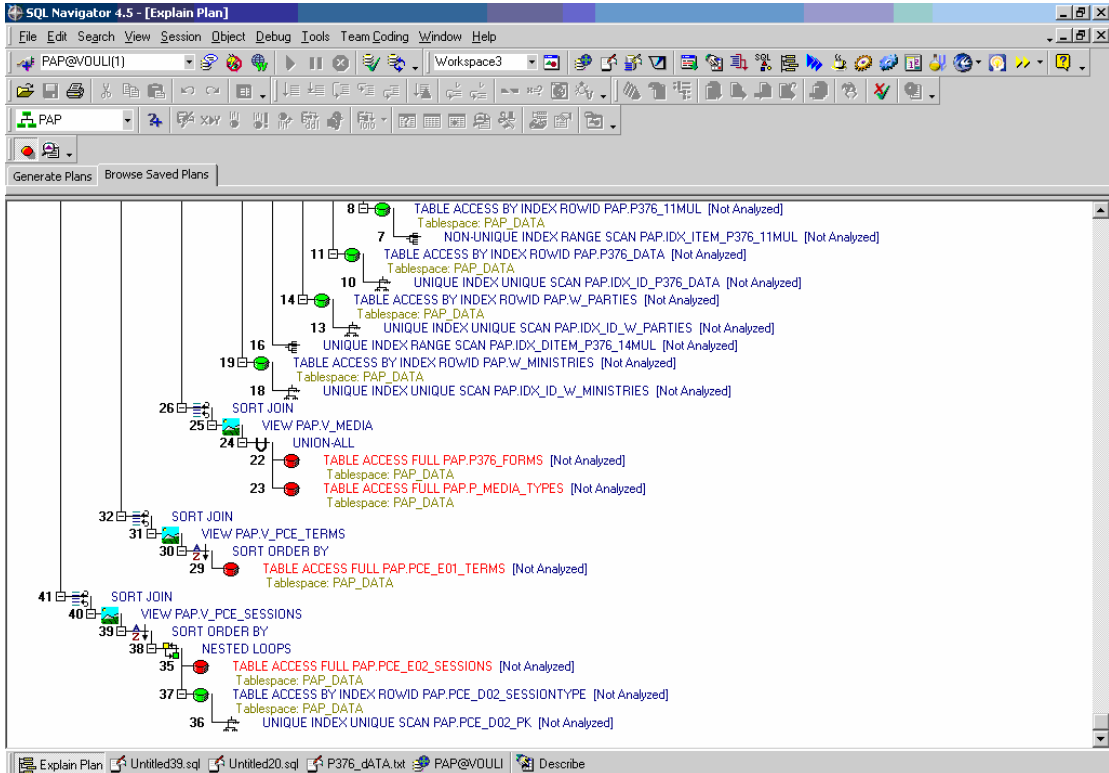 SQL Navigator 4.5 - [Explain Plan]
File Edit Search View Session Object Debug Tools Team Coding Window Help
PAP@VOULI(1) Workspace3
PAP
Generate Plans Browse Saved Plans
8 TABLE ACCESS BY INDEX ROWID PAP.P376_11MUL [Not Analyzed]
Tablespace: PAP_DATA
7 NON-UNIQUE INDEX RANGE SCAN PAP.IDX_ITEM_P376_11MUL [Not Analyzed]
11 TABLE ACCESS BY INDEX ROWID PAP.P376_DATA [Not Analyzed]
Tablespace: PAP_DATA
10 UNIQUE INDEX UNIQUE SCAN PAP.IDX_ID_P376_DATA [Not Analyzed]
14 TABLE ACCESS BY INDEX ROWID PAP.W_PARTIES [Not Analyzed]
Tablespace: PAP_DATA
13 UNIQUE INDEX UNIQUE SCAN PAP.IDX_ID_W_PARTIES [Not Analyzed]
16 UNIQUE INDEX RANGE SCAN PAP.IDX_DITEM_P376_14MUL [Not Analyzed]
19 TABLE ACCESS BY INDEX ROWID PAP.W_MINISTRIES [Not Analyzed]
Tablespace: PAP_DATA
18 UNIQUE INDEX UNIQUE SCAN PAP.IDX_ID_W_MINISTRIES [Not Analyzed]
26 SORT JOIN
25 VIEW PAP.V_MEDIA
24 UNION-ALL
22 TABLE ACCESS FULL PAP.P376_FORMS [Not Analyzed]
Tablespace: PAP_DATA
23 TABLE ACCESS FULL PAP.P_MEDIA_TYPES [Not Analyzed]
Tablespace: PAP_DATA
32 SORT JOIN
31 VIEW PAP.V_PCE_TERMS
30 SORT ORDER BY
29 TABLE ACCESS FULL PAP.PCE_E01_TERMS [Not Analyzed]
Tablespace: PAP_DATA
41 SORT JOIN
40 VIEW PAP.V_PCE_SESSIONS
39 SORT ORDER BY
38 NESTED LOOPS
35 TABLE ACCESS FULL PAP.PCE_E02_SESSIONS [Not Analyzed]
Tablespace: PAP_DATA
37 TABLE ACCESS BY INDEX ROWID PAP.PCE_D02_SESSIONTYPE [Not Analyzed]
Tablespace: PAP_DATA
36 UNIQUE INDEX UNIQUE SCAN PAP.PCE_D02_PK [Not Analyzed]
Explain Plan Untitled39.sql Untitled20.sql P376_dATA.txt PAP@VOULI Describe